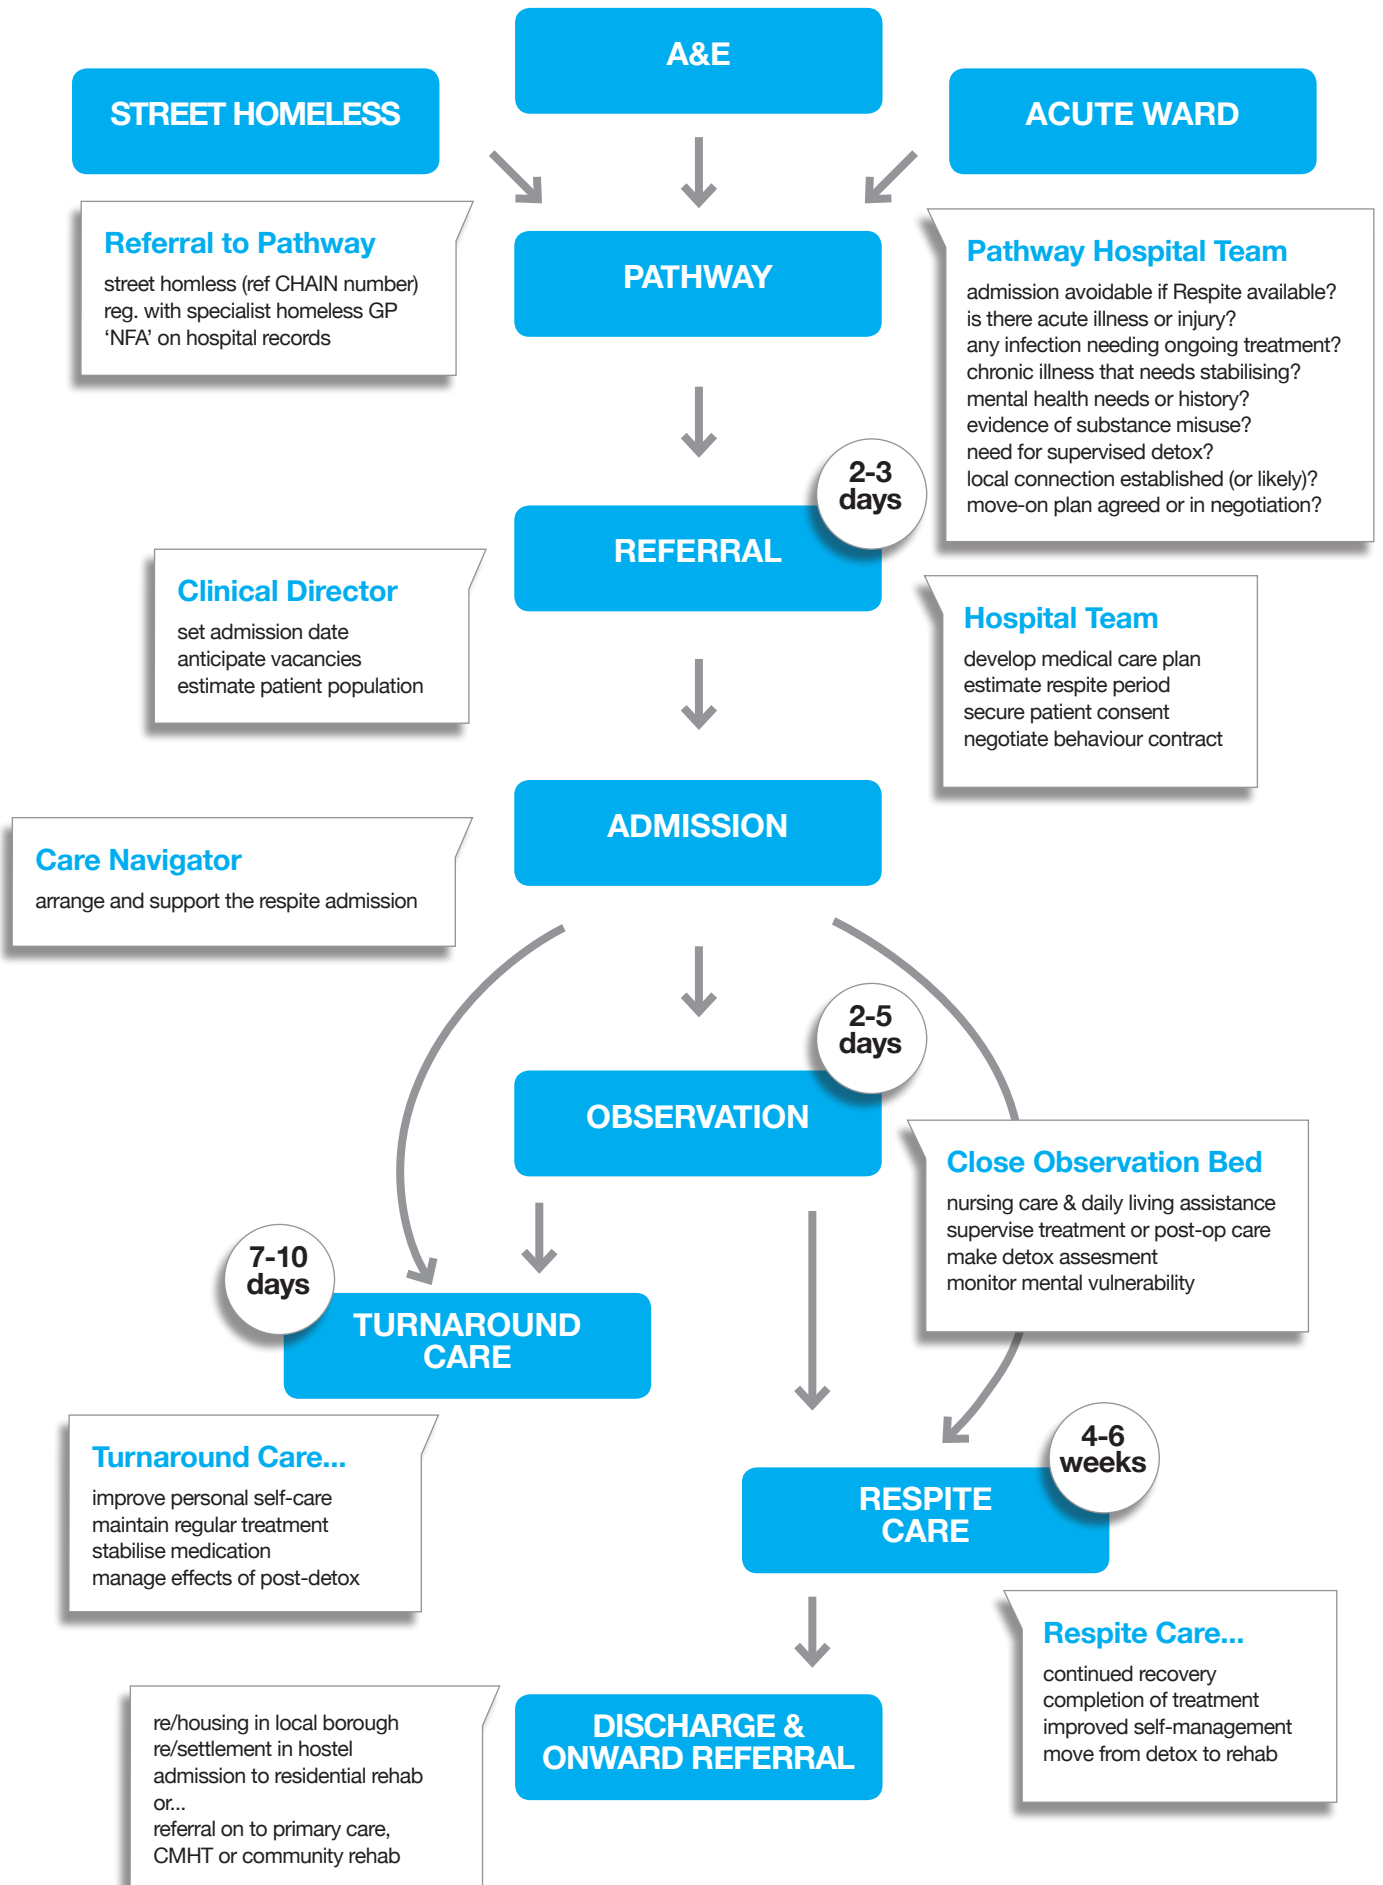 A&E
STREET HOMELESS
ACUTE WARD
Referral to Pathway
street homless (ref CHAIN number)
reg. with specialist homeless GP
‘NFA’ on hospital records
PATHWAY
Pathway Hospital Team
admission avoidable if Respite available?
is there acute illness or injury?
any infection needing ongoing treatment?
chronic illness that needs stabilising?
mental health needs or history?
evidence of substance misuse?
need for supervised detox?
local connection established (or likely)?
move-on plan agreed or in negotiation?
2-3
days
REFERRAL
Clinical Director
set admission date
anticipate vacancies
estimate patient population
Hospital Team
develop medical care plan
estimate respite period
secure patient consent
negotiate behaviour contract
ADMISSION
Care Navigator
arrange and support the respite admission
2-5
days
OBSERVATION
Close Observation Bed
nursing care & daily living assistance
supervise treatment or post-op care
make detox assesment
monitor mental vulnerability
7-10
days
TURNAROUND
CARE
Turnaround Care...
improve personal self-care
maintain regular treatment
stabilise medication
manage effects of post-detox
4-6
weeks
RESPITE
CARE
Respite Care...
continued recovery
completion of treatment
improved self-management
move from detox to rehab
re/housing in local borough
re/settlement in hostel
admission to residential rehab
or...
referral on to primary care,
CMHT or community rehab
DISCHARGE &
ONWARD REFERRAL